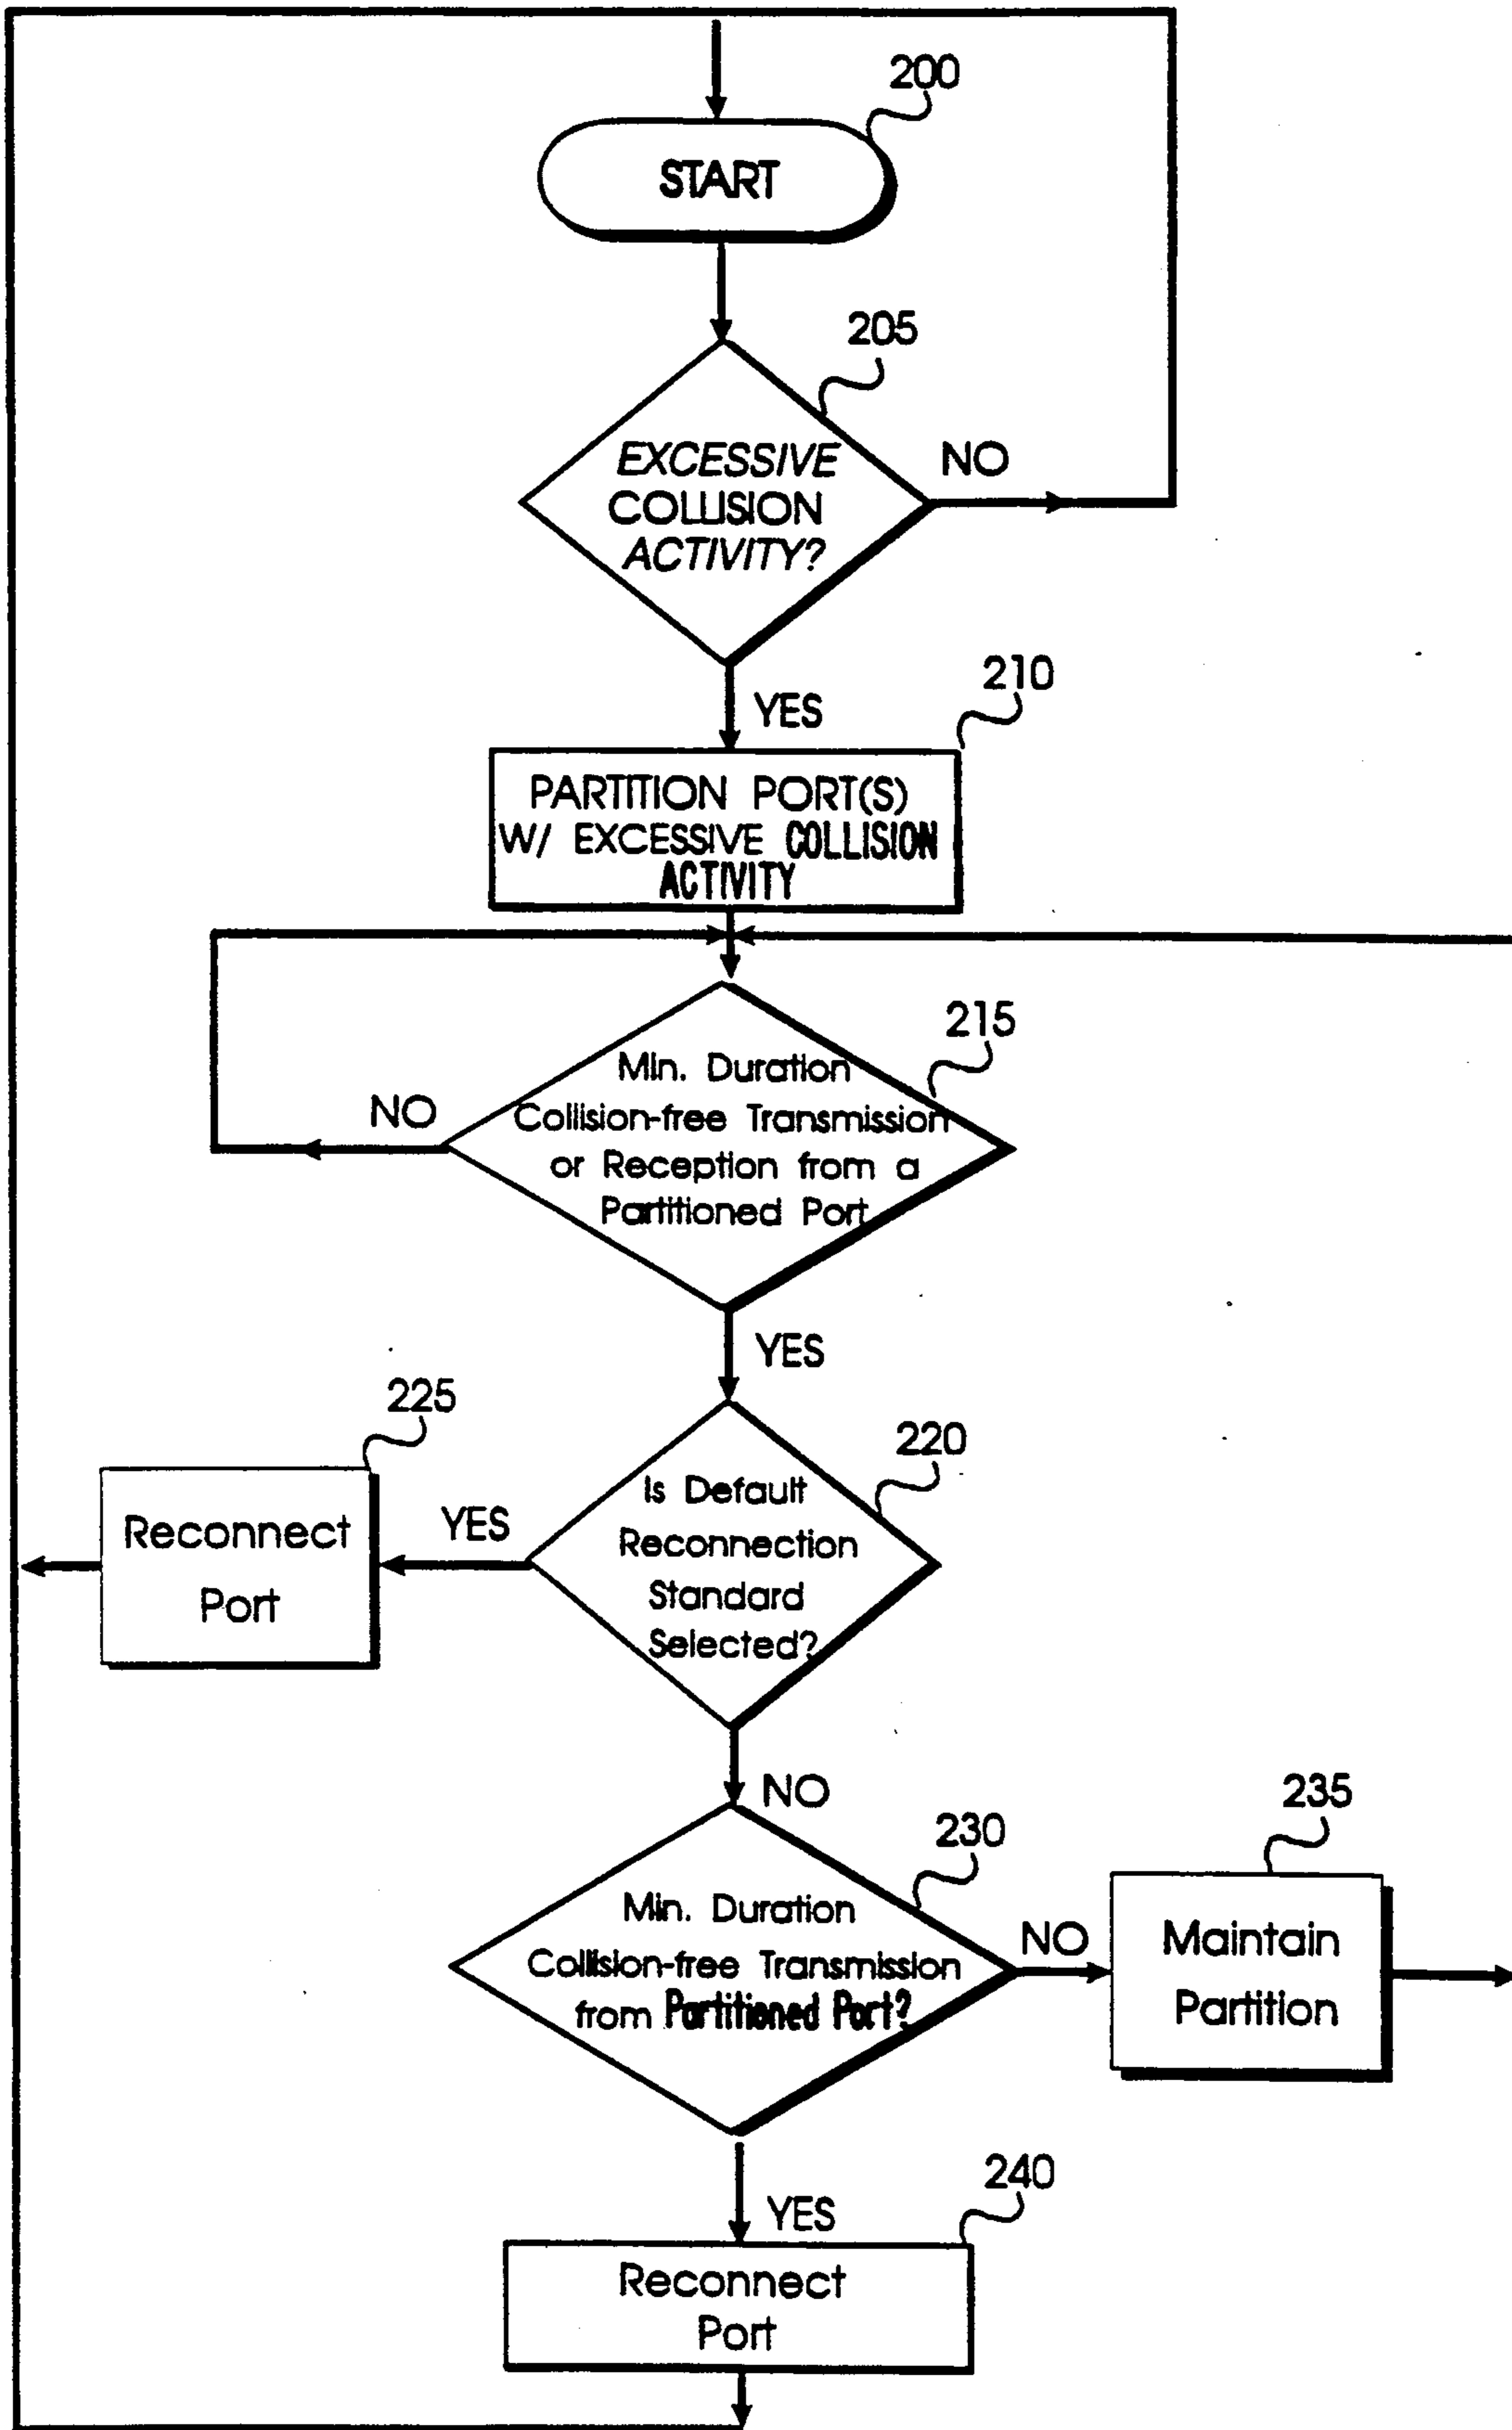 200
START
205
EXCESSIVE
COLLISION
ACTIVITY?
NO
YES
210
PARTITION PORT(S)
W/ EXCESSIVE COLLISION
ACTIVITY
215
Min. Duration
Collision-free Transmission
or Reception from a
Partitioned Port
NO
YES
220
Is Default
Reconnection
Standard
Selected?
YES
225
Reconnect
Port
NO
230
Min. Duration
Collision-free Transmission
from Partitioned Port?
NO
235
Maintain
Partition
YES
240
Reconnect
Port